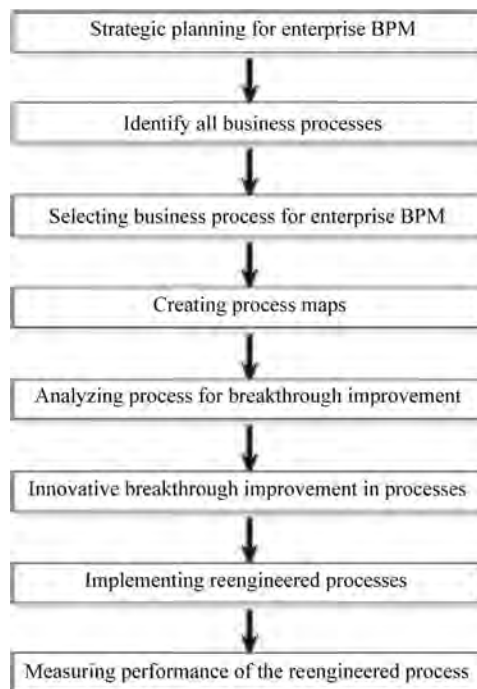 Strategic planning for enterprise BPM
Identify all business processes
Selecting business process for enterprise BPM
Creating process maps
Analyzing process for breakthrough improvement
Innovative breakthrough improvement in processes
Implementing reengineered processes
Measuring performance of the reengineered process